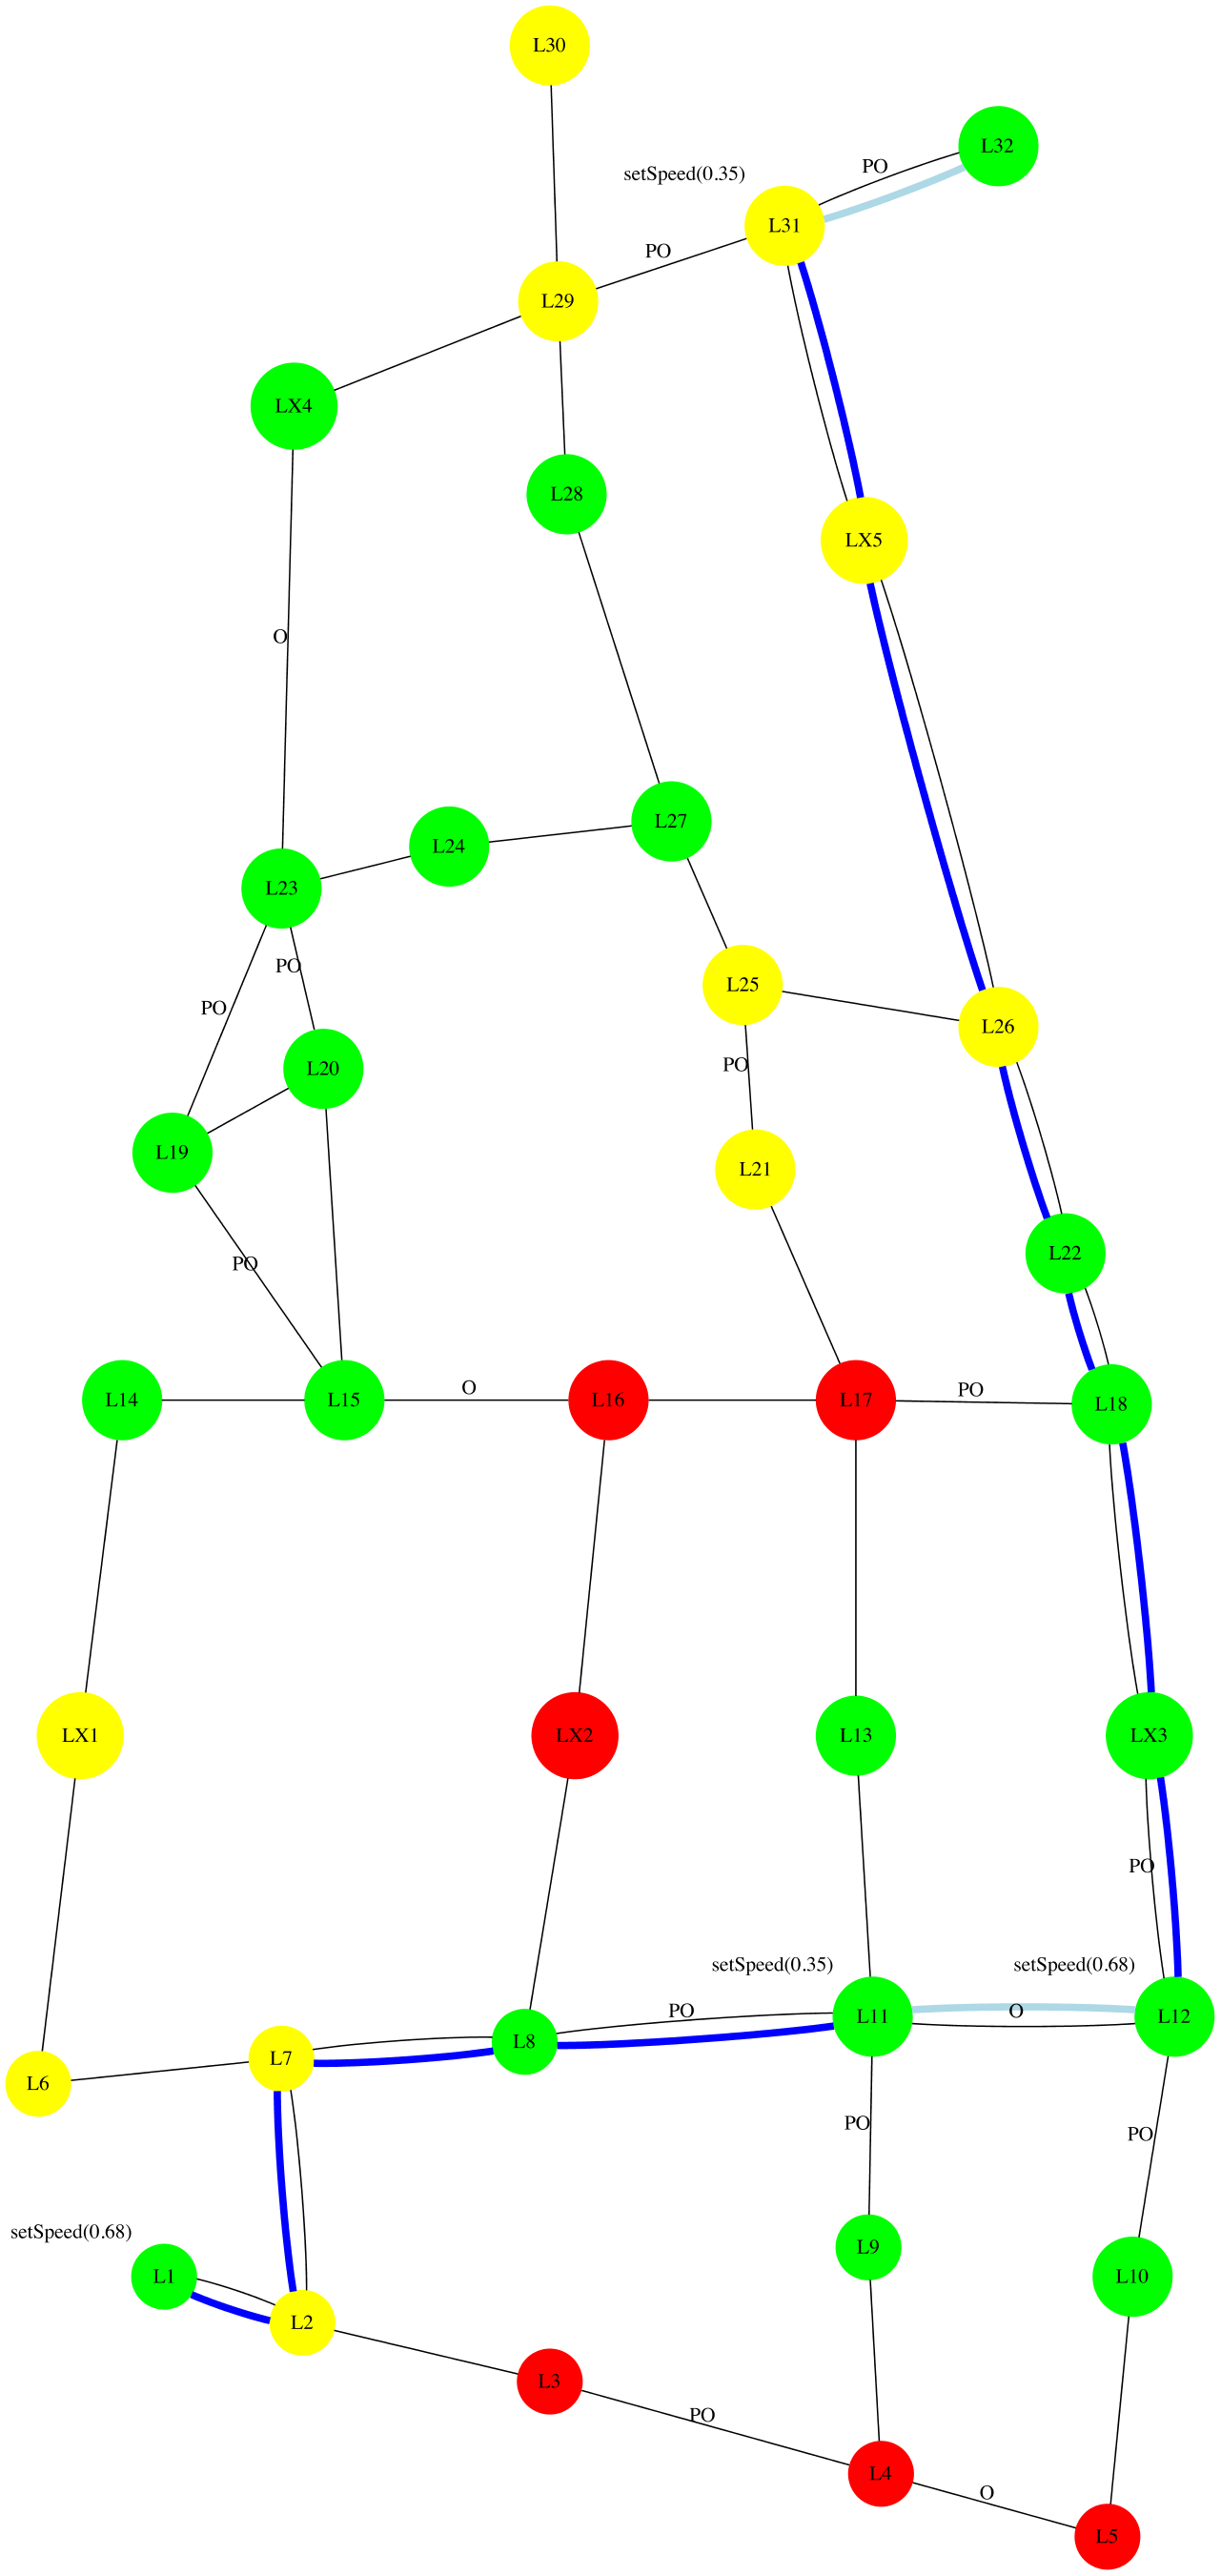 L30
L32
PO
setSpeed(0.35)
L31
PO
L29
LX4
L28
LX5
O
L27
L24
L23
PO
L25
PO
L26
PO
L20
L19
L21
L22
PO
O
PO
L14
L15
L16
L17
L18
LX1
LX2
L13
LX3
PO
setSpeed(0.35)
setSpeed(0.68)
PO
O
L11
L12
L8
L7
L6
PO
PO
setSpeed(0.68)
L9
L1
L10
L2
L3
PO
L4
O
L5